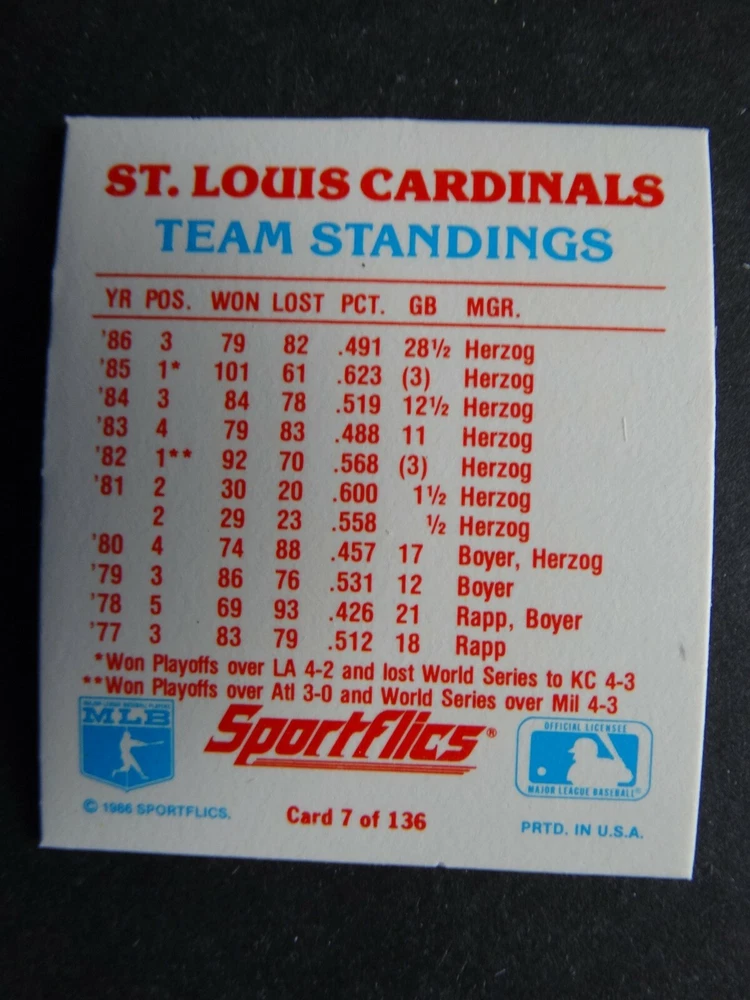 ST. LOUIS CARDINALS
TEAM STANDINGS
YR POS. WON LOST PCT. GB MGR.
'86 3 79 82 .491 28½ Herzog
'85 1* 101 61 .623 (3) Herzog
'84 3 84 78 .519 12½ Herzog
'83 4 79 83 .488 11 Herzog
'82 1** 92 70 .568 (3) Herzog
'81 2 30 20 .600 1½ Herzog
2 29 23 .558 ½ Herzog
'80 4 74 88 .457 17 Boyer, Herzog
'79 3 86 76 .531 12 Boyer
'78 5 69 93 .426 21 Rapp, Boyer
'77 3 83 79 .512 18 Rapp
*Won Playoffs over LA 4-2 and lost World Series to KC 4-3
**Won Playoffs over Atl 3-0 and World Series over Mil 4-3
MLB
Sportflics®
OFFICIAL LICENSEE
MAJOR LEAGUE BASEBALL®
© 1986 SPORTFLICS.
Card 7 of 136
PRTD. IN U.S.A.